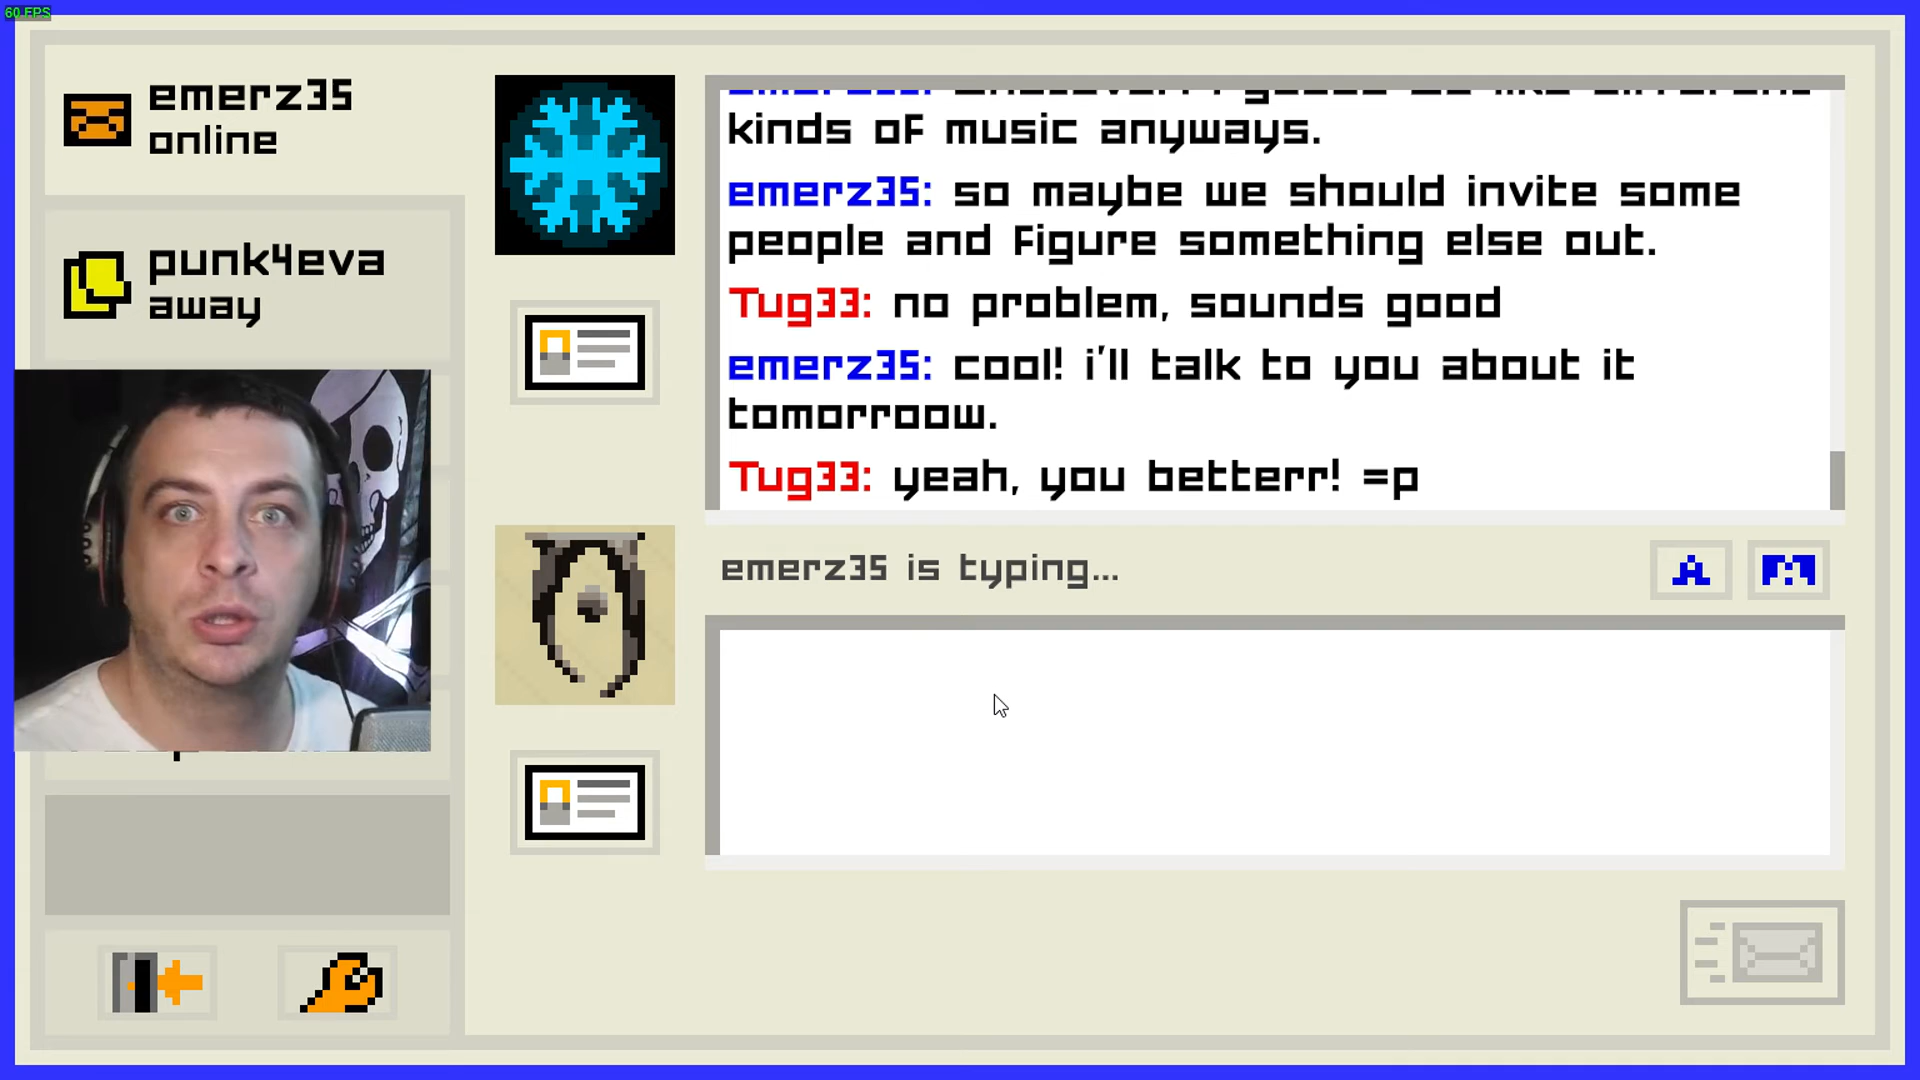 60 FPS
emerz35
online
punk4eva
away
kinds of music anyways.
emerz35: so maybe we should invite some
people and figure something else out.
Tug33: no problem, sounds good
emerz35: cool! i'll talk to you about it
tomorroow.
Tug33: yeah, you betterr! =p
emerz35 is typing...
A